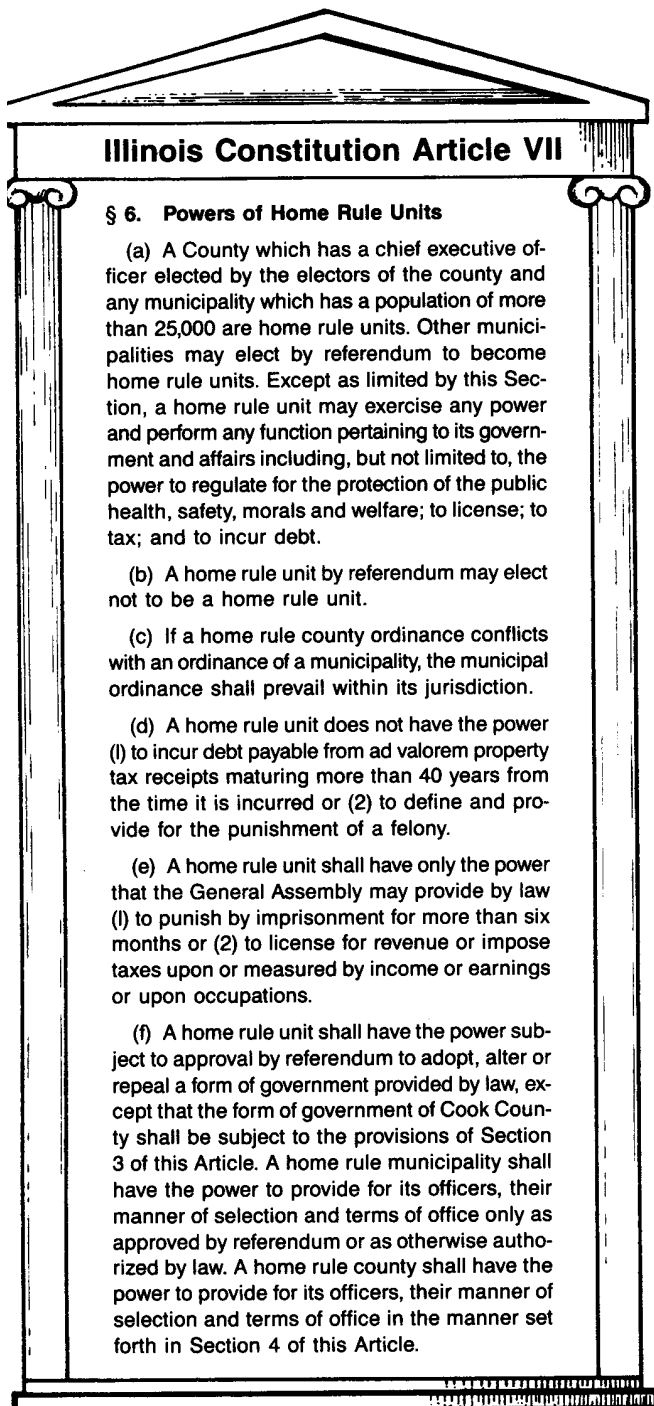 Illinois Constitution Article VII
§ 6. Powers of Home Rule Units
(a) A County which has a chief executive of-
ficer elected by the electors of the county and
any municipality which has a population of more
than 25,000 are home rule units. Other munici-
palities may elect by referendum to become
home rule units. Except as limited by this Sec-
tion, a home rule unit may exercise any power
and perform any function pertaining to its govern-
ment and affairs including, but not limited to, the
power to regulate for the protection of the public
health, safety, morals and welfare; to license; to
tax; and to incur debt.
(b) A home rule unit by referendum may elect
not to be a home rule unit.
(c) If a home rule county ordinance conflicts
with an ordinance of a municipality, the municipal
ordinance shall prevail within its jurisdiction.
(d) A home rule unit does not have the power
(l) to incur debt payable from ad valorem property
tax receipts maturing more than 40 years from
the time it is incurred or (2) to define and pro-
vide for the punishment of a felony.
(e) A home rule unit shall have only the power
that the General Assembly may provide by law
(l) to punish by imprisonment for more than six
months or (2) to license for revenue or impose
taxes upon or measured by income or earnings
or upon occupations.
(f) A home rule unit shall have the power sub-
ject to approval by referendum to adopt, alter or
repeal a form of government provided by law, ex-
cept that the form of government of Cook Coun-
ty shall be subject to the provisions of Section
3 of this Article. A home rule municipality shall
have the power to provide for its officers, their
manner of selection and terms of office only as
approved by referendum or as otherwise autho-
rized by law. A home rule county shall have the
power to provide for its officers, their manner of
selection and terms of office in the manner set
forth in Section 4 of this Article.